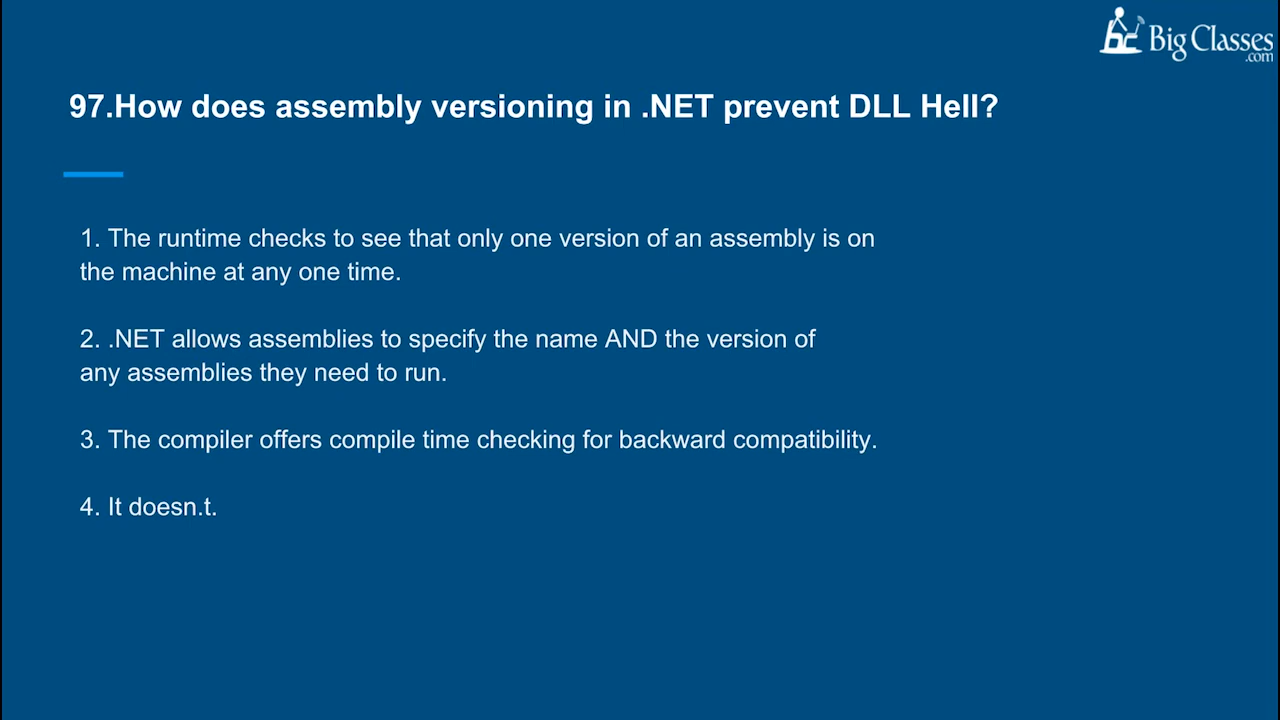 Big Classes
.com
97.How does assembly versioning in .NET prevent DLL Hell?
1. The runtime checks to see that only one version of an assembly is on
the machine at any one time.
2. .NET allows assemblies to specify the name AND the version of
any assemblies they need to run.
3. The compiler offers compile time checking for backward compatibility.
4. It doesn.t.